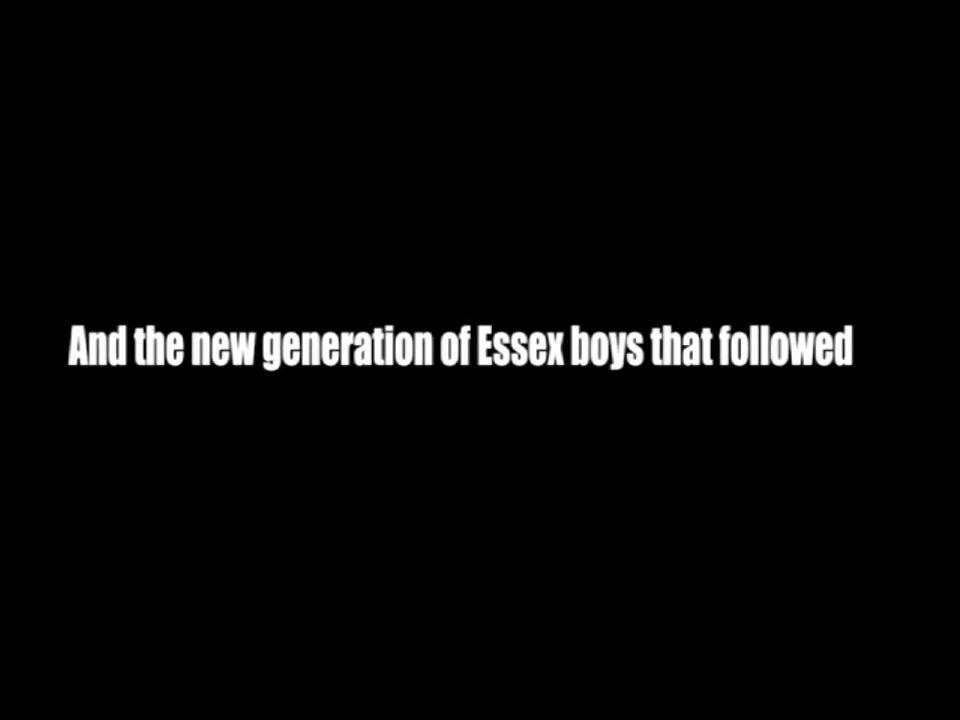 And the new generation of Essex boys that followed